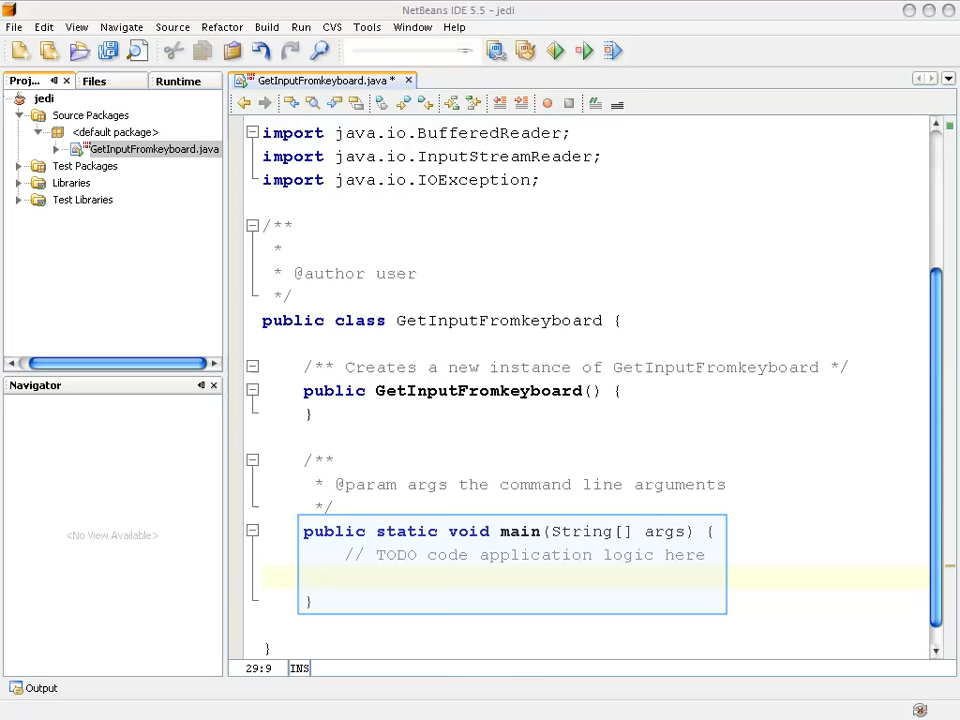 NetBeans IDE 5.5 - jedi
File Edit View Navigate Source Refactor Build Run CVS Tools Window Help
Proj... Files Runtime
GetInputFromkeyboard.java *
jedi
Source Packages
<default package>
GetInputFromkeyboard.java
Test Packages
Libraries
Test Libraries
Navigator
<No View Available>
import java.io.BufferedReader;
import java.io.InputStreamReader;
import java.io.IOException;
/**
*
* @author user
*/
public class GetInputFromkeyboard {
/** Creates a new instance of GetInputFromkeyboard */
public GetInputFromkeyboard() {
}
/**
* @param args the command line arguments
*/
public static void main(String[] args) {
// TODO code application logic here
}
}
29:9 INS
Output